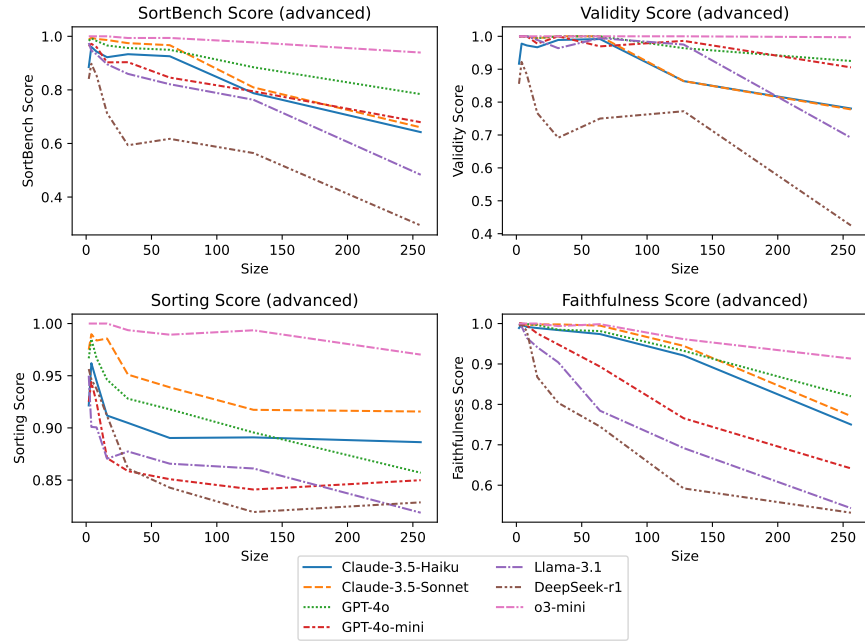 SortBench Score (advanced)
SortBench Score
1.0
0.8
0.6
0.4
0
50
100
150
200
250
Size
Validity Score (advanced)
Validity Score
1.0
0.9
0.8
0.7
0.6
0.5
0.4
0
50
100
150
200
250
Size
Sorting Score (advanced)
Sorting Score
1.00
0.95
0.90
0.85
0
50
100
150
200
250
Size
Faithfulness Score (advanced)
Faithfulness Score
1.0
0.9
0.8
0.7
0.6
0
50
100
150
200
250
Size
Claude-3.5-Haiku
Claude-3.5-Sonnet
GPT-4o
GPT-4o-mini
Llama-3.1
DeepSeek-r1
o3-mini